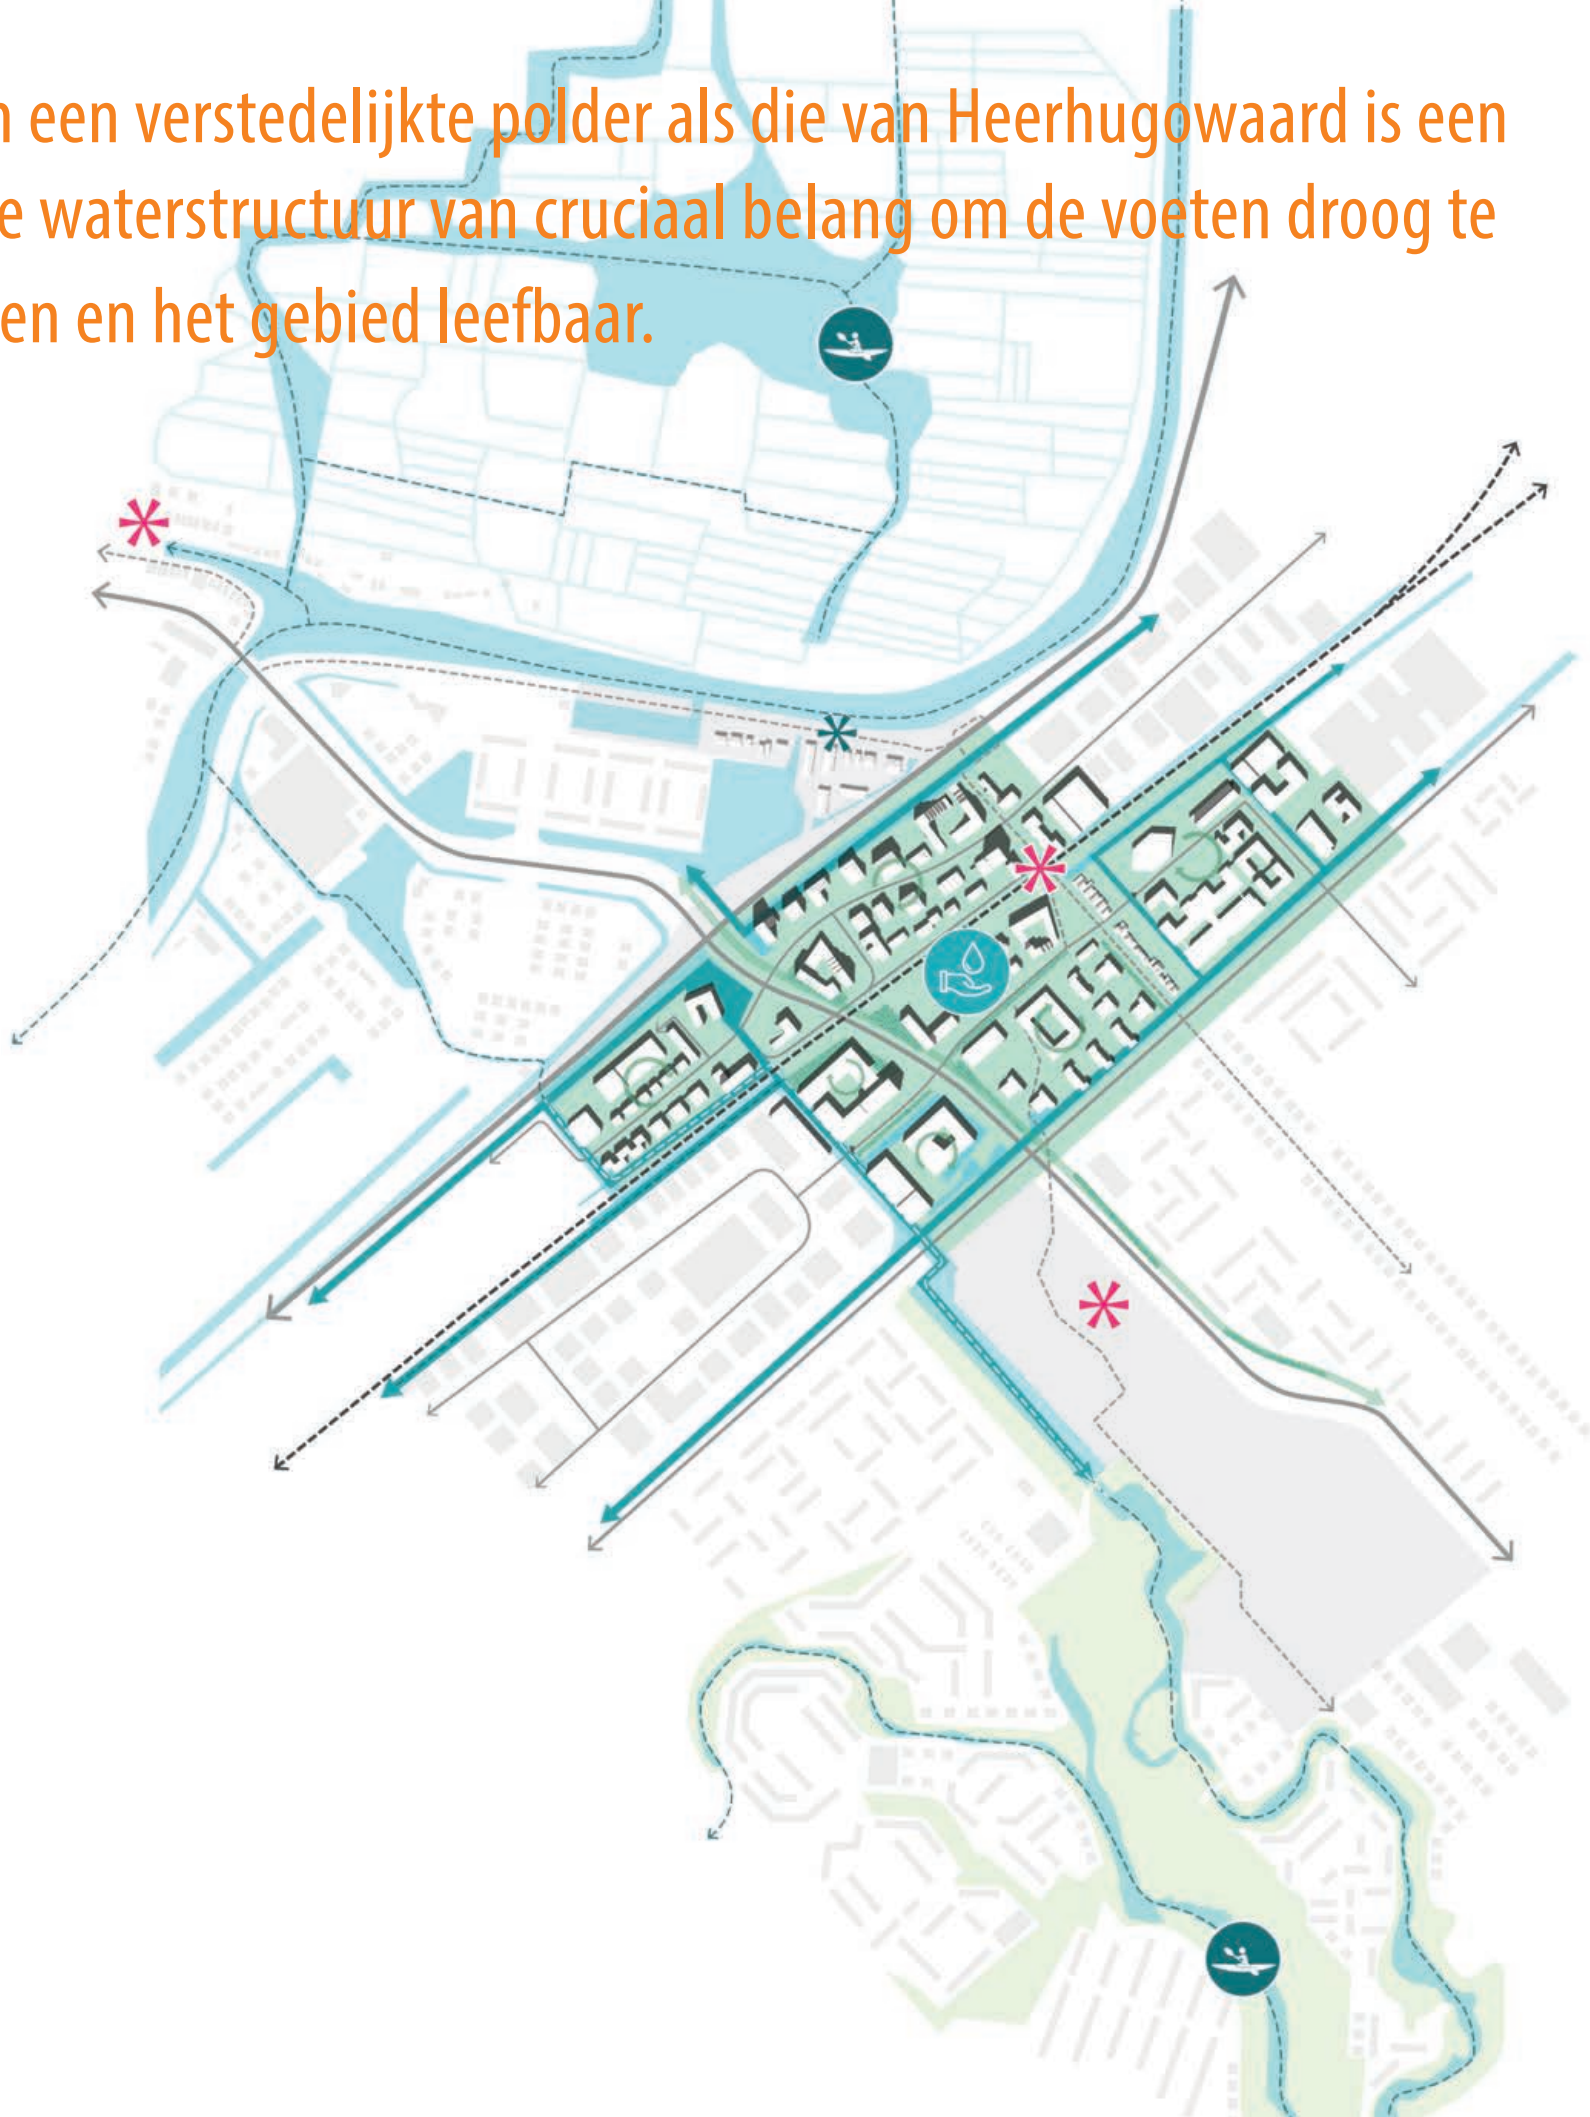 een verstedelijkte polder als die van Heerhugowaard is een
waterstructuur van cruciaal belang om de voeten droog te
en het gebied leefbaar.